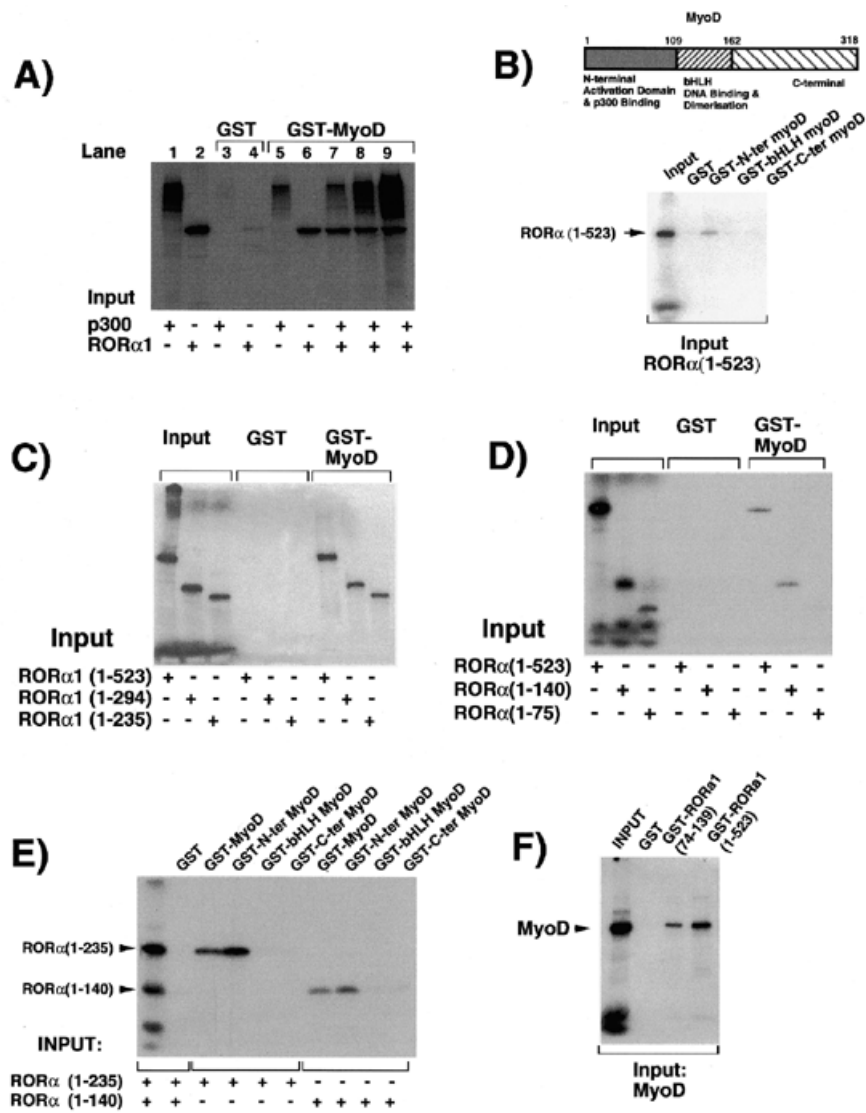 A)
GST GST-MyoD
Lane 1 2 3 4 5 6 7 8 9
Input
p300 + - + - + - + + +
RORα1 - + - + - + + + +
B)
MyoD
1 109 162 318
N-terminal
Activation Domain
& p300 Binding
bHLH
DNA Binding &
Dimerisation
C-terminal
Input
GST
GST-N-ter myoD
GST-bHLH myoD
GST-C-ter myoD
RORα (1-523)
Input
RORα(1-523)
C)
Input GST GST-
MyoD
Input
RORα1 (1-523) + - - + - - + - -
RORα1 (1-294) - + - - + - - + -
RORα1 (1-235) - - + - - + - - +
D)
Input GST GST-
MyoD
Input
RORα(1-523) + - - + - - + - -
RORα(1-140) - + - - + - - + -
RORα(1-75) - - + - - + - - +
E)
GST
GST-MyoD
GST-N-ter MyoD
GST-bHLH MyoD
GST-C-ter MyoD
GST-MyoD
GST-N-ter MyoD
GST-bHLH MyoD
GST-C-ter MyoD
RORα(1-235)
RORα(1-140)
INPUT:
RORα (1-235) + + + + + + - - - -
RORα (1-140) + + - - - - + + + +
F)
INPUT
GST
GST-RORa1
(74-139)
GST-RORa1
(1-523)
MyoD
Input:
MyoD